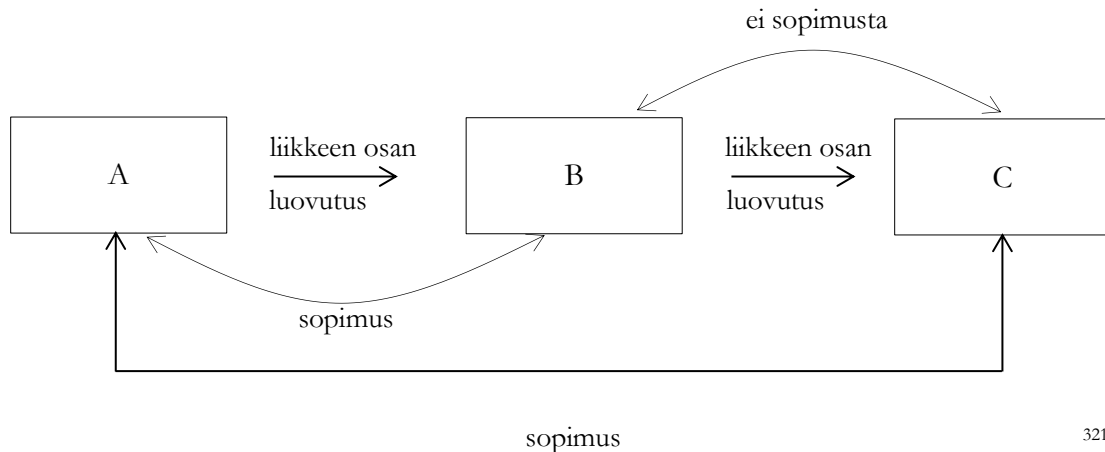 ei sopimusta
A
liikkeen osan
luovutus
B
liikkeen osan
luovutus
C
sopimus
sopimus
321